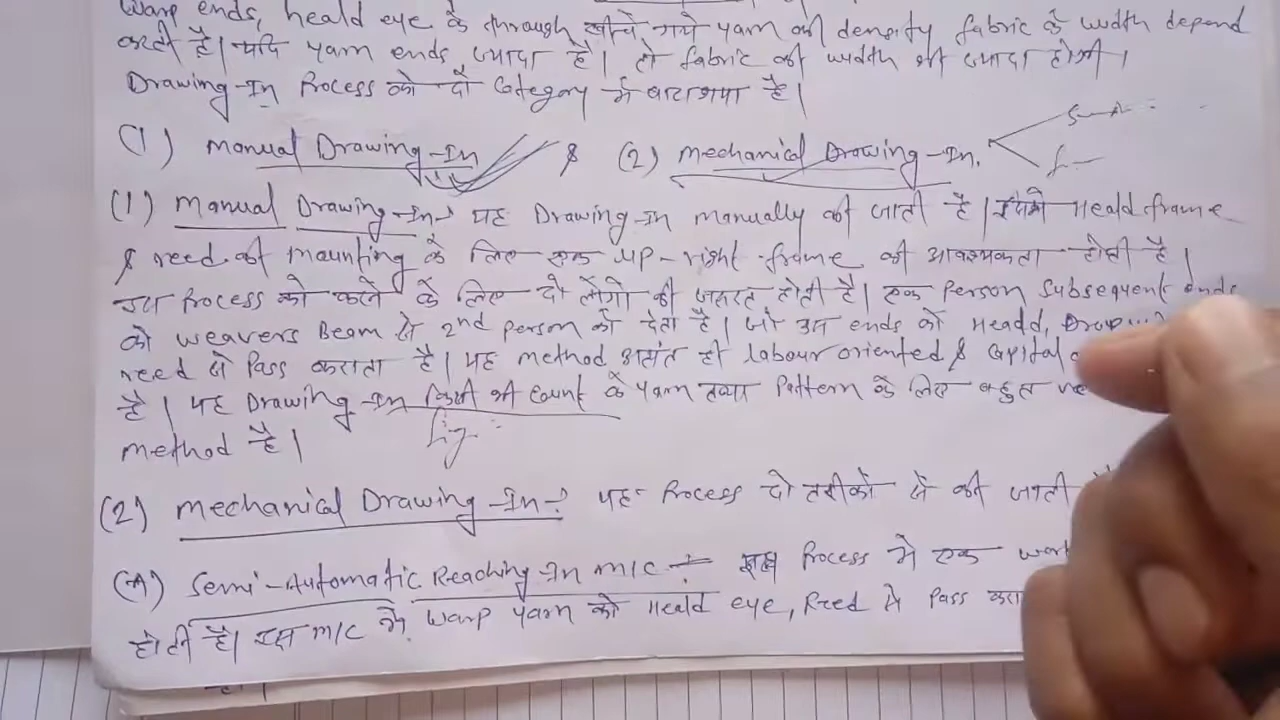 Warp ends, heald eye के through खींचे गये yarn की density fabric के width depend
करती है। यदि yarn ends ज्यादा है। तो fabric की width भी ज्यादा होगी।
Drawing-In Process को दो Category में बाटा गया है।
(1) Manual Drawing-In & (2) Mechanical Drawing-In.
(1) Manual Drawing-In → यह Drawing-In manually की जाती है। इसमें Heald frame
& reed की mounting के लिए एक up-right frame की आवश्यकता होती है।
इस Process को करने के लिए दो लोगों की जरूरत होती है। एक Person Subsequent ends
को weavers Beam से 2nd person को देता है। जो उस ends को Heald,
reed से Pass कराता है। यह method अत्यंत ही labour oriented & Capital
है। यह Drawing-In किसी भी Count के yarn तथा Pattern के लिए बहुत
method है।
fig.
(2) Mechanical Drawing-In :- यह Process दो तरीकों से की जाती
(A) Semi-Automatic Reaching-In m/c :- इस Process में एक
होती है। इस m/c में warp yarn को Heald eye, Reed से Pass